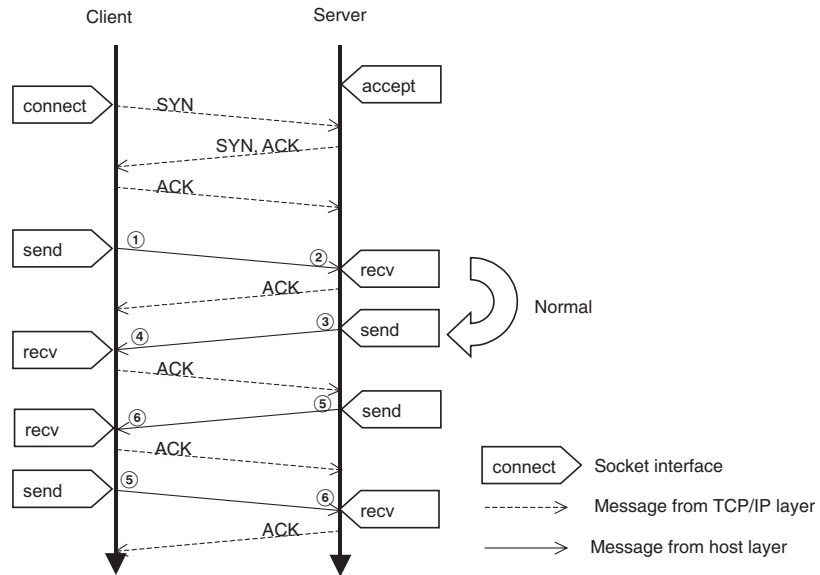 Client
Server
accept
connect
SYN
SYN, ACK
ACK
send
①
②
recv
ACK
Normal
③
send
④
recv
ACK
⑤
send
⑥
recv
ACK
connect
Socket interface
send
⑤
⑥
recv
Message from TCP/IP layer
ACK
Message from host layer